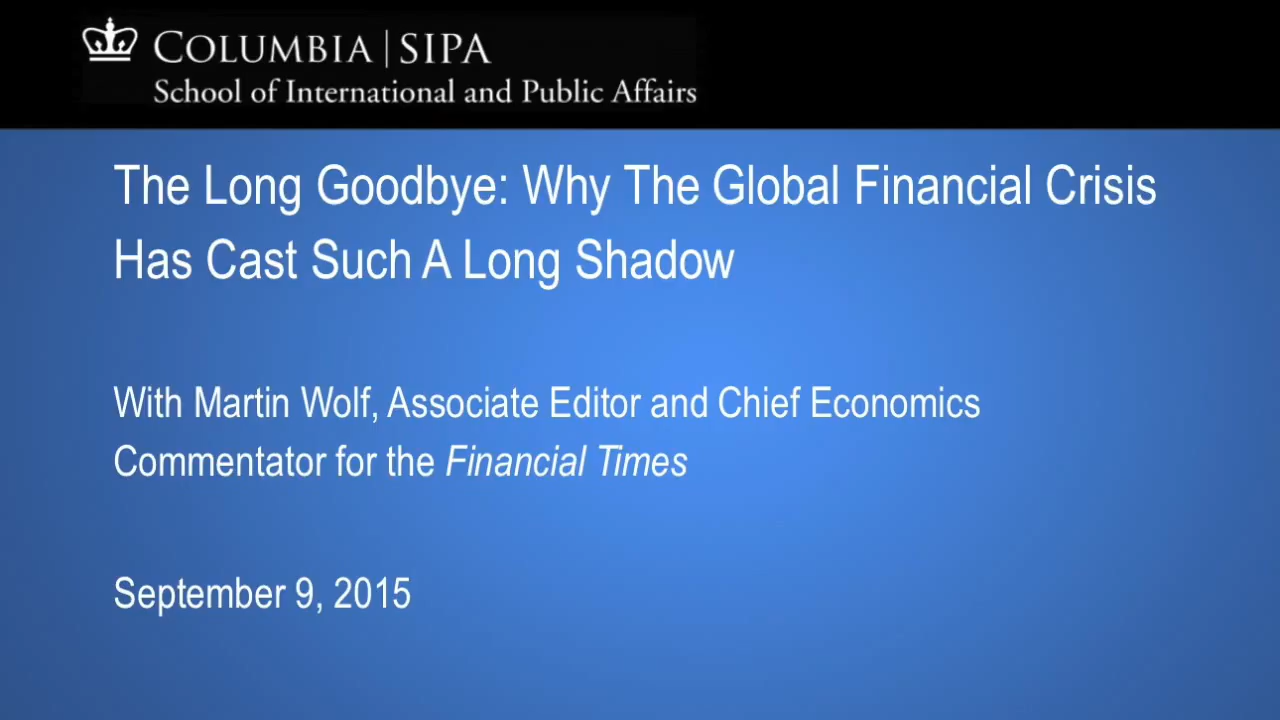 COLUMBIA | SIPA
School of International and Public Affairs
The Long Goodbye: Why The Global Financial Crisis
Has Cast Such A Long Shadow
With Martin Wolf, Associate Editor and Chief Economics
Commentator for the Financial Times
September 9, 2015